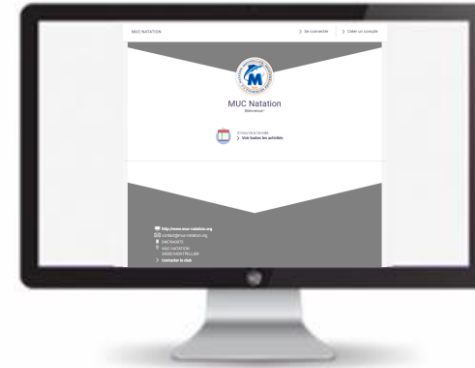 MUC NATATION
Se connecter
Créer un compte
M
MUC Natation
Bienvenue !
Voir toutes les activités
http://www.muc-natation.org
contact@muc-natation.org
MUC NATATION
MONTPELLIER
Contacter le club